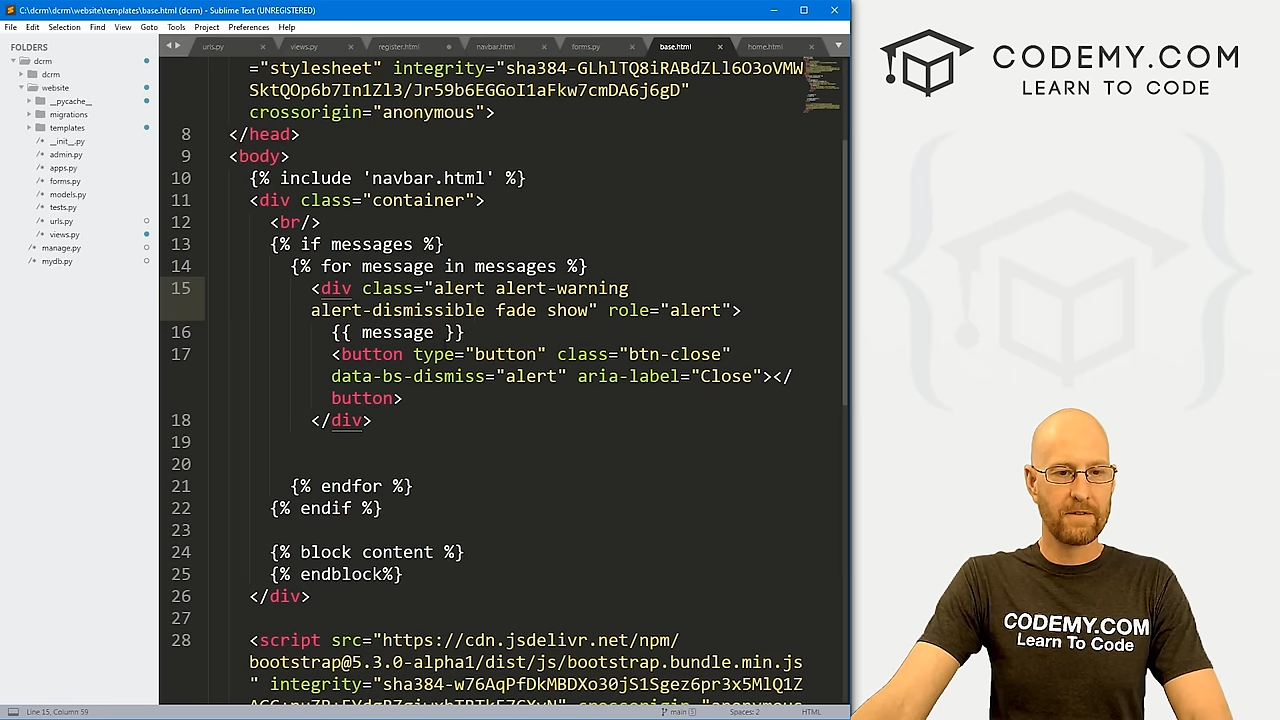 C:\dcrm\dcrm\website\templates\base.html (dcrm) - Sublime Text (UNREGISTERED)
File Edit Selection Find View Goto Tools Project Preferences Help
FOLDERS
dcrm
dcrm
website
__pycache__
migrations
templates
__init__.py
admin.py
apps.py
forms.py
models.py
tests.py
urls.py
views.py
manage.py
mydb.py
urls.py views.py register.html navbar.html forms.py base.html home.html
="stylesheet" integrity="sha384-GLhlTQ8iRABdZLl6O3oVMW
SktQOp6b7In1Zl3/Jr59b6EGGoI1aFkw7cmDA6j6gD"
crossorigin="anonymous">
8 </head>
9 <body>
10 {% include 'navbar.html' %}
11 <div class="container">
12 <br/>
13 {% if messages %}
14 {% for message in messages %}
15 <div class="alert alert-warning
alert-dismissible fade show" role="alert">
16 {{ message }}
17 <button type="button" class="btn-close"
data-bs-dismiss="alert" aria-label="Close"></
button>
18 </div>
19
20
21 {% endfor %}
22 {% endif %}
23
24 {% block content %}
25 {% endblock%}
26 </div>
27
28 <script src="https://cdn.jsdelivr.net/npm/
bootstrap@5.3.0-alpha1/dist/js/bootstrap.bundle.min.js
" integrity="sha384-w76AqPfDkMBDXo30jS1Sgez6pr3x5MlQ1Z
Line 15, Column 59
main
Spaces: 2
HTML
CODEMY.COM
LEARN TO CODE
CODEMY.COM
Learn To Code